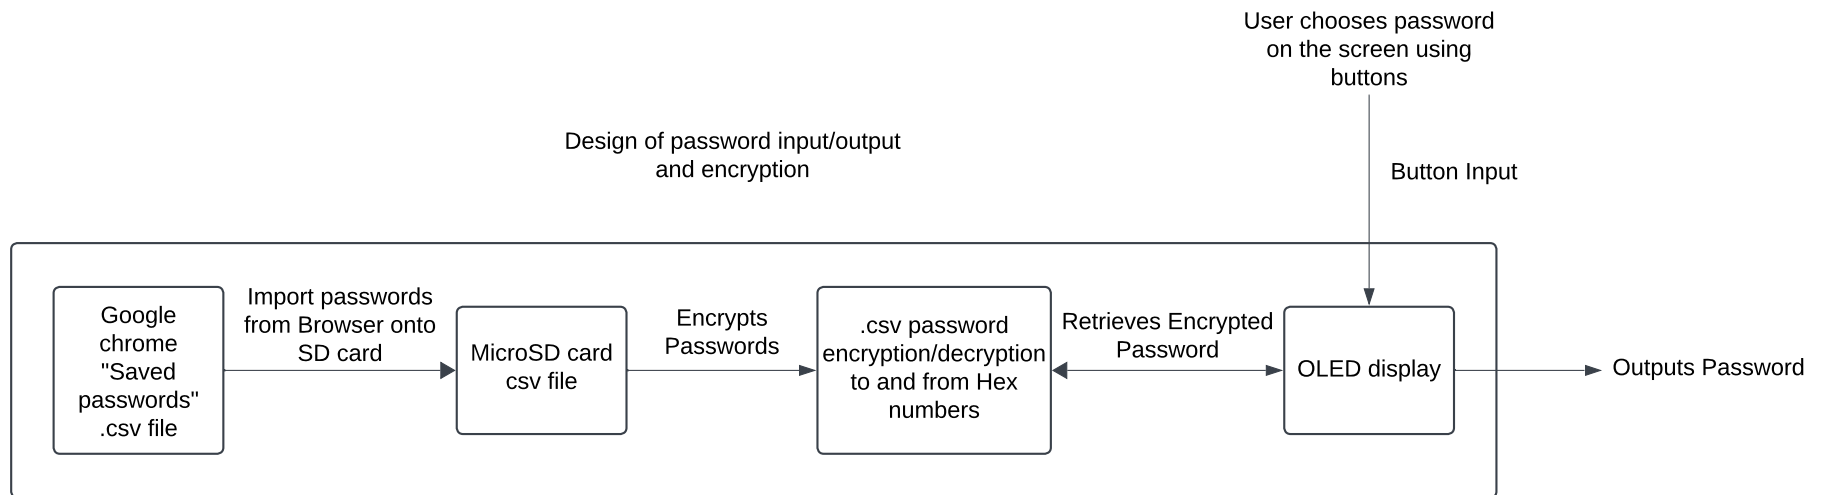 User chooses password
on the screen using
buttons
Design of password input/output
and encryption
Button Input
Google
chrome
"Saved
passwords"
.csv file
Import passwords
from Browser onto
SD card
MicroSD card
csv file
Encrypts
Passwords
.csv password
encryption/decryption
to and from Hex
numbers
Retrieves Encrypted
Password
OLED display
Outputs Password